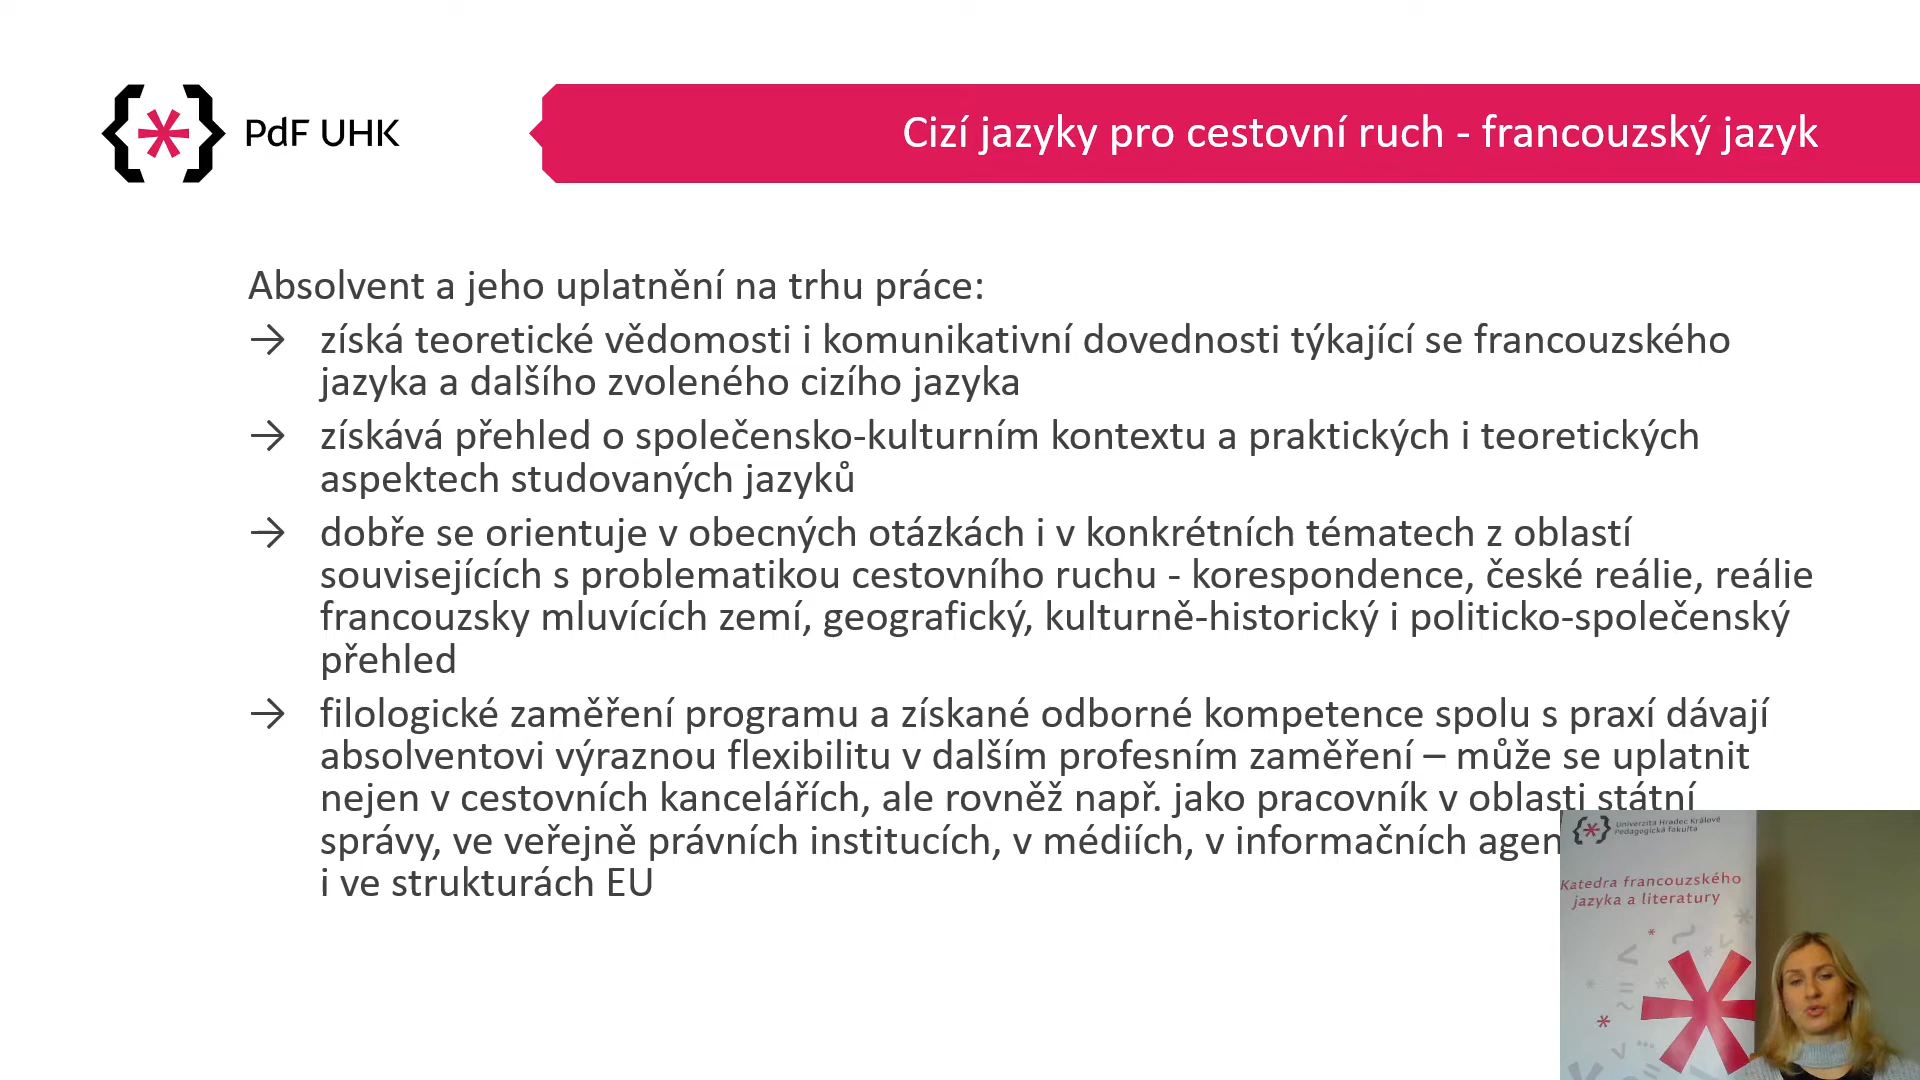 PdF UHK
Cizí jazyky pro cestovní ruch - francouzský jazyk
Absolvent a jeho uplatnění na trhu práce:
→ získá teoretické vědomosti i komunikativní dovednosti týkající se francouzského
jazyka a dalšího zvoleného cizího jazyka
→ získává přehled o společensko-kulturním kontextu a praktických i teoretických
aspektech studovaných jazyků
→ dobře se orientuje v obecných otázkách i v konkrétních tématech z oblastí
souvisejících s problematikou cestovního ruchu - korespondence, české reálie, reálie
francouzsky mluvících zemí, geografický, kulturně-historický i politicko-společenský
přehled
→ filologické zaměření programu a získané odborné kompetence spolu s praxí dávají
absolventovi výraznou flexibilitu v dalším profesním zaměření – může se uplatnit
nejen v cestovních kancelářích, ale rovněž např. jako pracovník v oblasti státní
správy, ve veřejně právních institucích, v médiích, v informačních agen
i ve strukturách EU
Univerzita Hradec Králové
Pedagogická fakulta
Katedra francouzského
jazyka a literatury